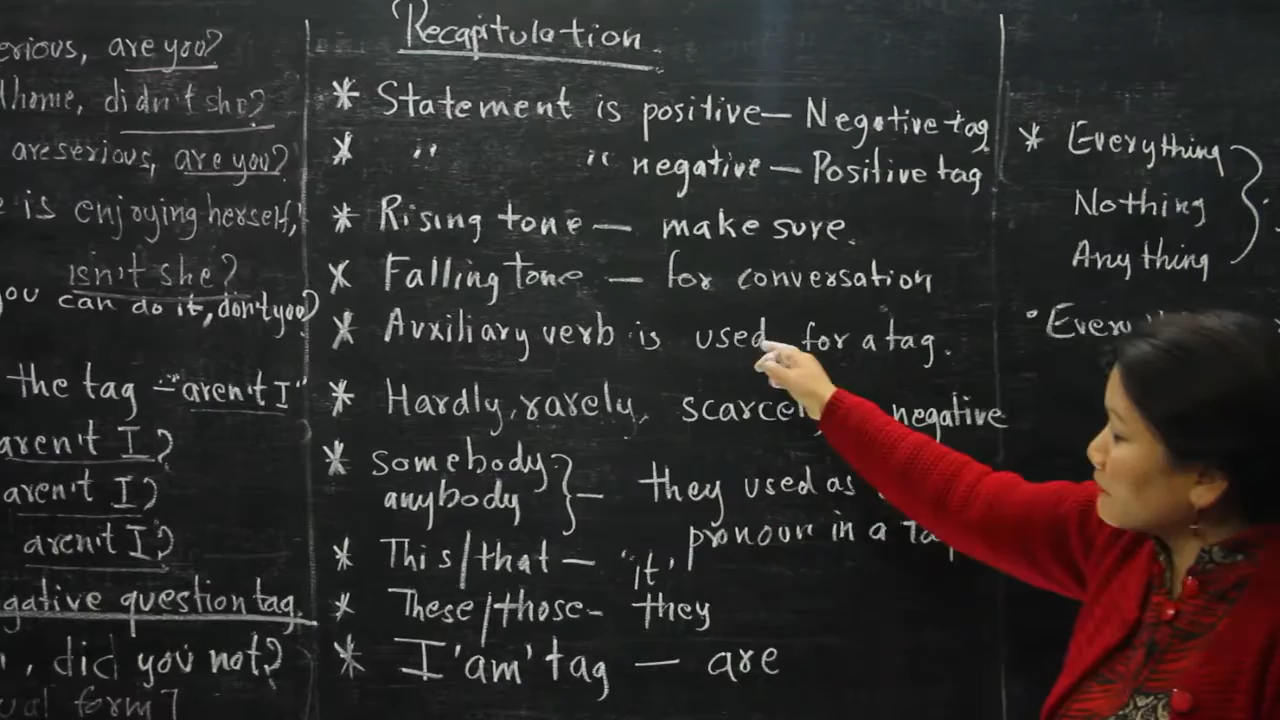 erious, are you?
home, didn't she?
are serious, are you?
is enjoying herself,
isn't she?
you can do it, don't you?
the tag - "aren't I"
aren't I?
aren't I?
aren't I?
gative question tag.
, did you not?
form
Recapitulation.
* Statement is positive — Negative tag
* " " negative — Positive tag
* Rising tone — make sure.
* Falling tone — for conversation
* Auxiliary verb is used for a tag.
* Hardly, rarely, negative
* Somebody
anybody } — they used as
pronoun in a
* This/that — "it"
* These/those - they
* I 'am' tag — are
* Everything
Nothing
Anything }